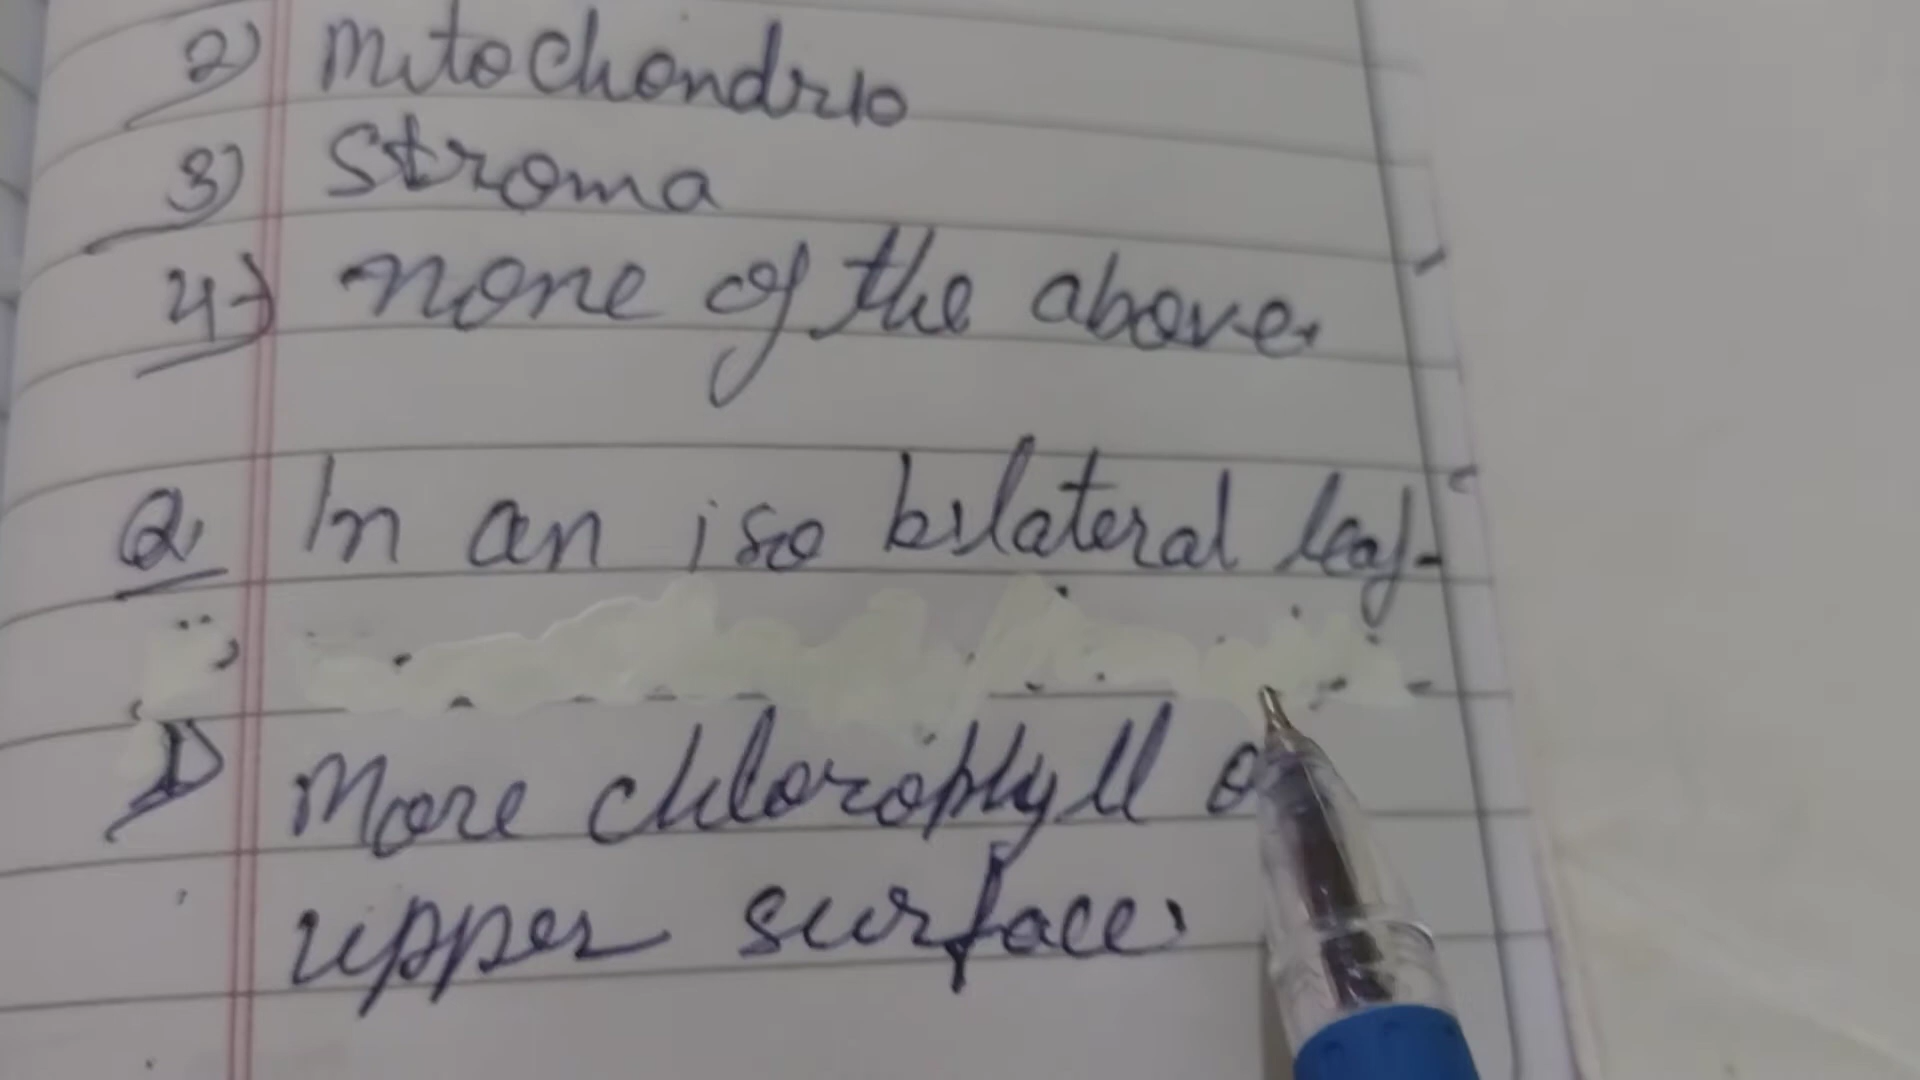 2) Mitochondria
3) Stroma
4) none of the above.
Q. In an iso bilateral leaf-
1) More chlorophyll
upper surface.